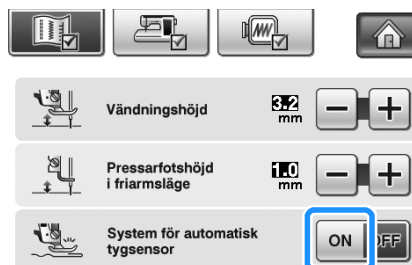 Vändningshöjd 3.2 mm
Pressarfotshöjd 1.0
i friarmsläge mm
System för automatisk ON OFF
tygsensor